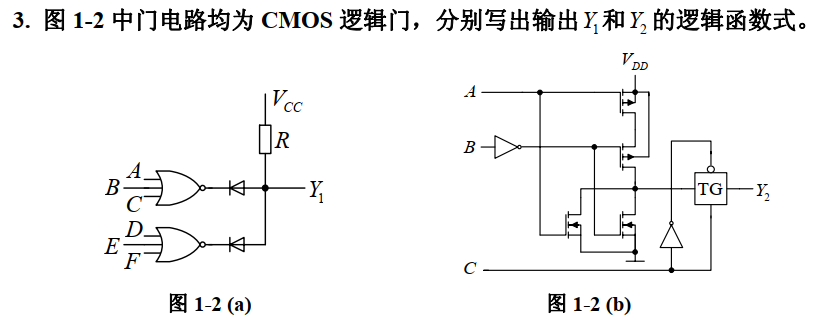 3. 图 1-2 中门电路均为 CMOS 逻辑门，分别写出输出 Y₁ 和 Y₂ 的逻辑函数式。
V_CC
R
A
B
C
Y₁
D
E
F
图 1-2 (a)
V_DD
A
B
TG
Y₂
C
图 1-2 (b)